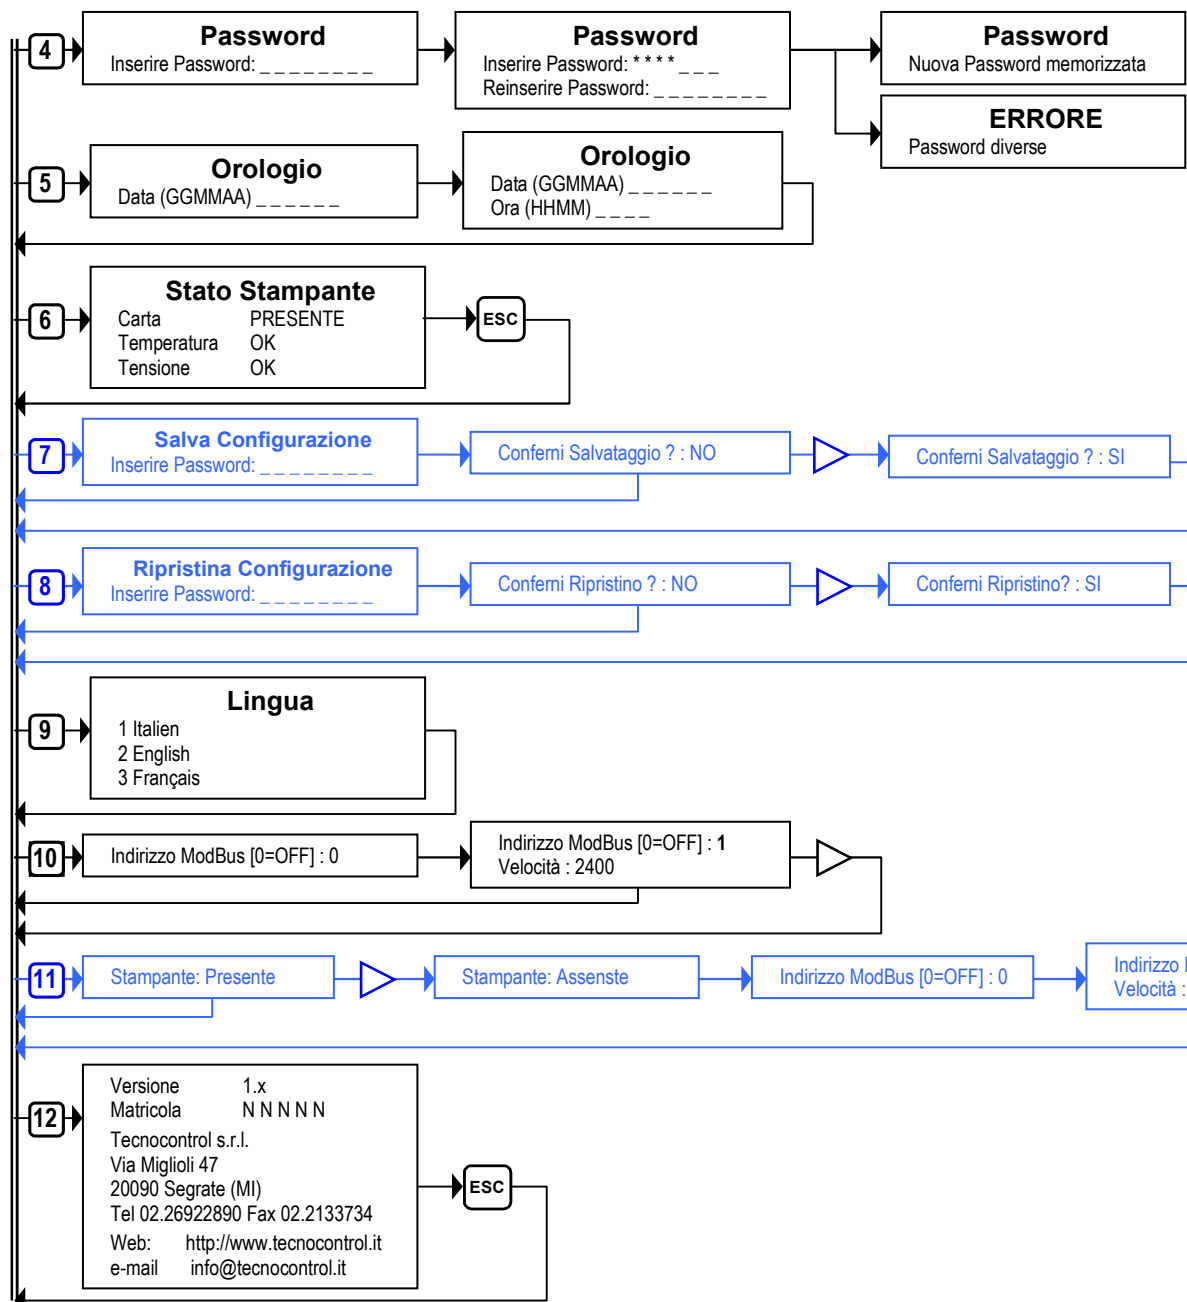 4
Password
Inserire Password: _ _ _ _ _ _ _ _
Password
Inserire Password: * * * * _ _ _
Reinserire Password: _ _ _ _ _ _ _ _
Password
Nuova Password memorizzata
ERRORE
Password diverse
5
Orologio
Data (GGMMAA) _ _ _ _ _ _
Orologio
Data (GGMMAA) _ _ _ _ _ _
Ora (HHMM) _ _ _ _
6
Stato Stampante
Carta PRESENTE
Temperatura OK
Tensione OK
ESC
7
Salva Configurazione
Inserire Password: _ _ _ _ _ _ _ _
Conferni Salvataggio ? : NO
Conferni Salvataggio ? : SI
8
Ripristina Configurazione
Inserire Password: _ _ _ _ _ _ _ _
Conferni Ripristino ? : NO
Conferni Ripristino? : SI
9
Lingua
1 Italien
2 English
3 Français
10
Indirizzo ModBus [0=OFF] : 0
Indirizzo ModBus [0=OFF] : 1
Velocità : 2400
11
Stampante: Presente
Stampante: Assenste
Indirizzo ModBus [0=OFF] : 0
Indirizzo
Velocità :
12
Versione 1.x
Matricola N N N N N
Tecnocontrol s.r.l.
Via Miglioli 47
20090 Segrate (MI)
Tel 02.26922890 Fax 02.2133734
Web: http://www.tecnocontrol.it
e-mail info@tecnocontrol.it
ESC